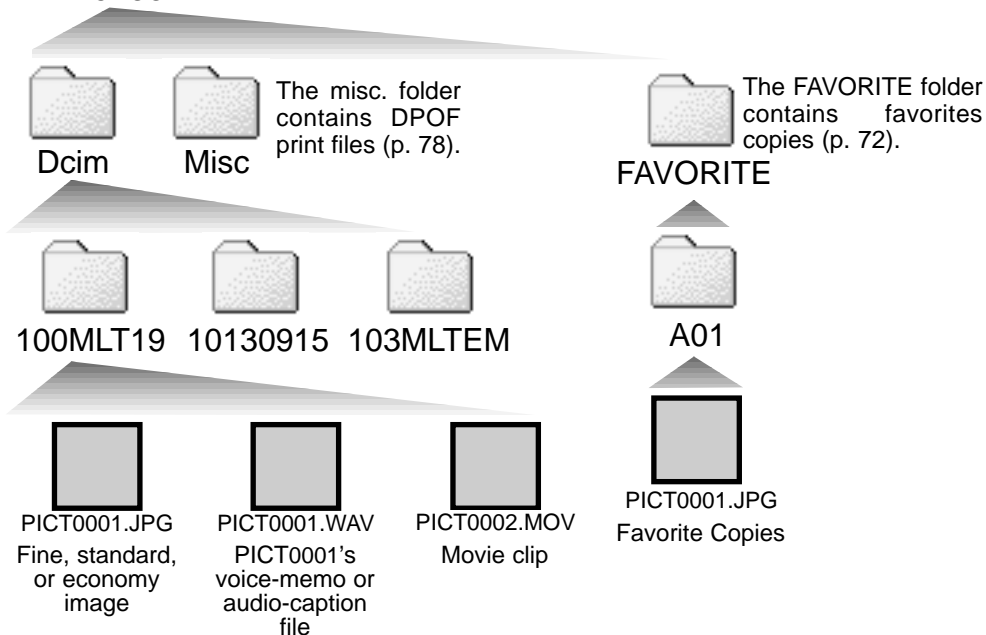 The misc. folder
contains DPOF
print files (p. 78).
The FAVORITE folder
contains favorites
copies (p. 72).
Dcim
Misc
FAVORITE
100MLT19
10130915
103MLTEM
A01
PICT0001.JPG
Fine, standard,
or economy
image
PICT0001.WAV
PICT0001's
voice-memo or
audio-caption
file
PICT0002.MOV
Movie clip
PICT0001.JPG
Favorite Copies